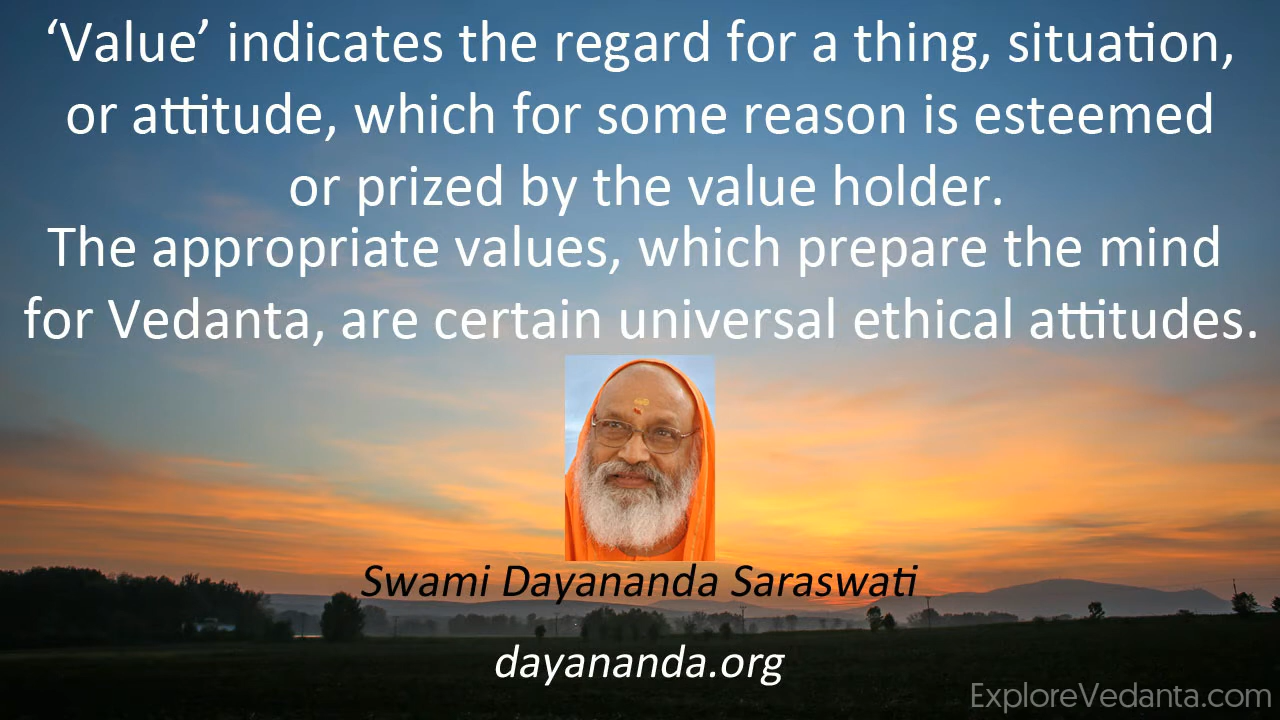 ‘Value’ indicates the regard for a thing, situation,
or attitude, which for some reason is esteemed
or prized by the value holder.
The appropriate values, which prepare the mind
for Vedanta, are certain universal ethical attitudes.
Swami Dayananda Saraswati
dayananda.org
ExploreVedanta.com